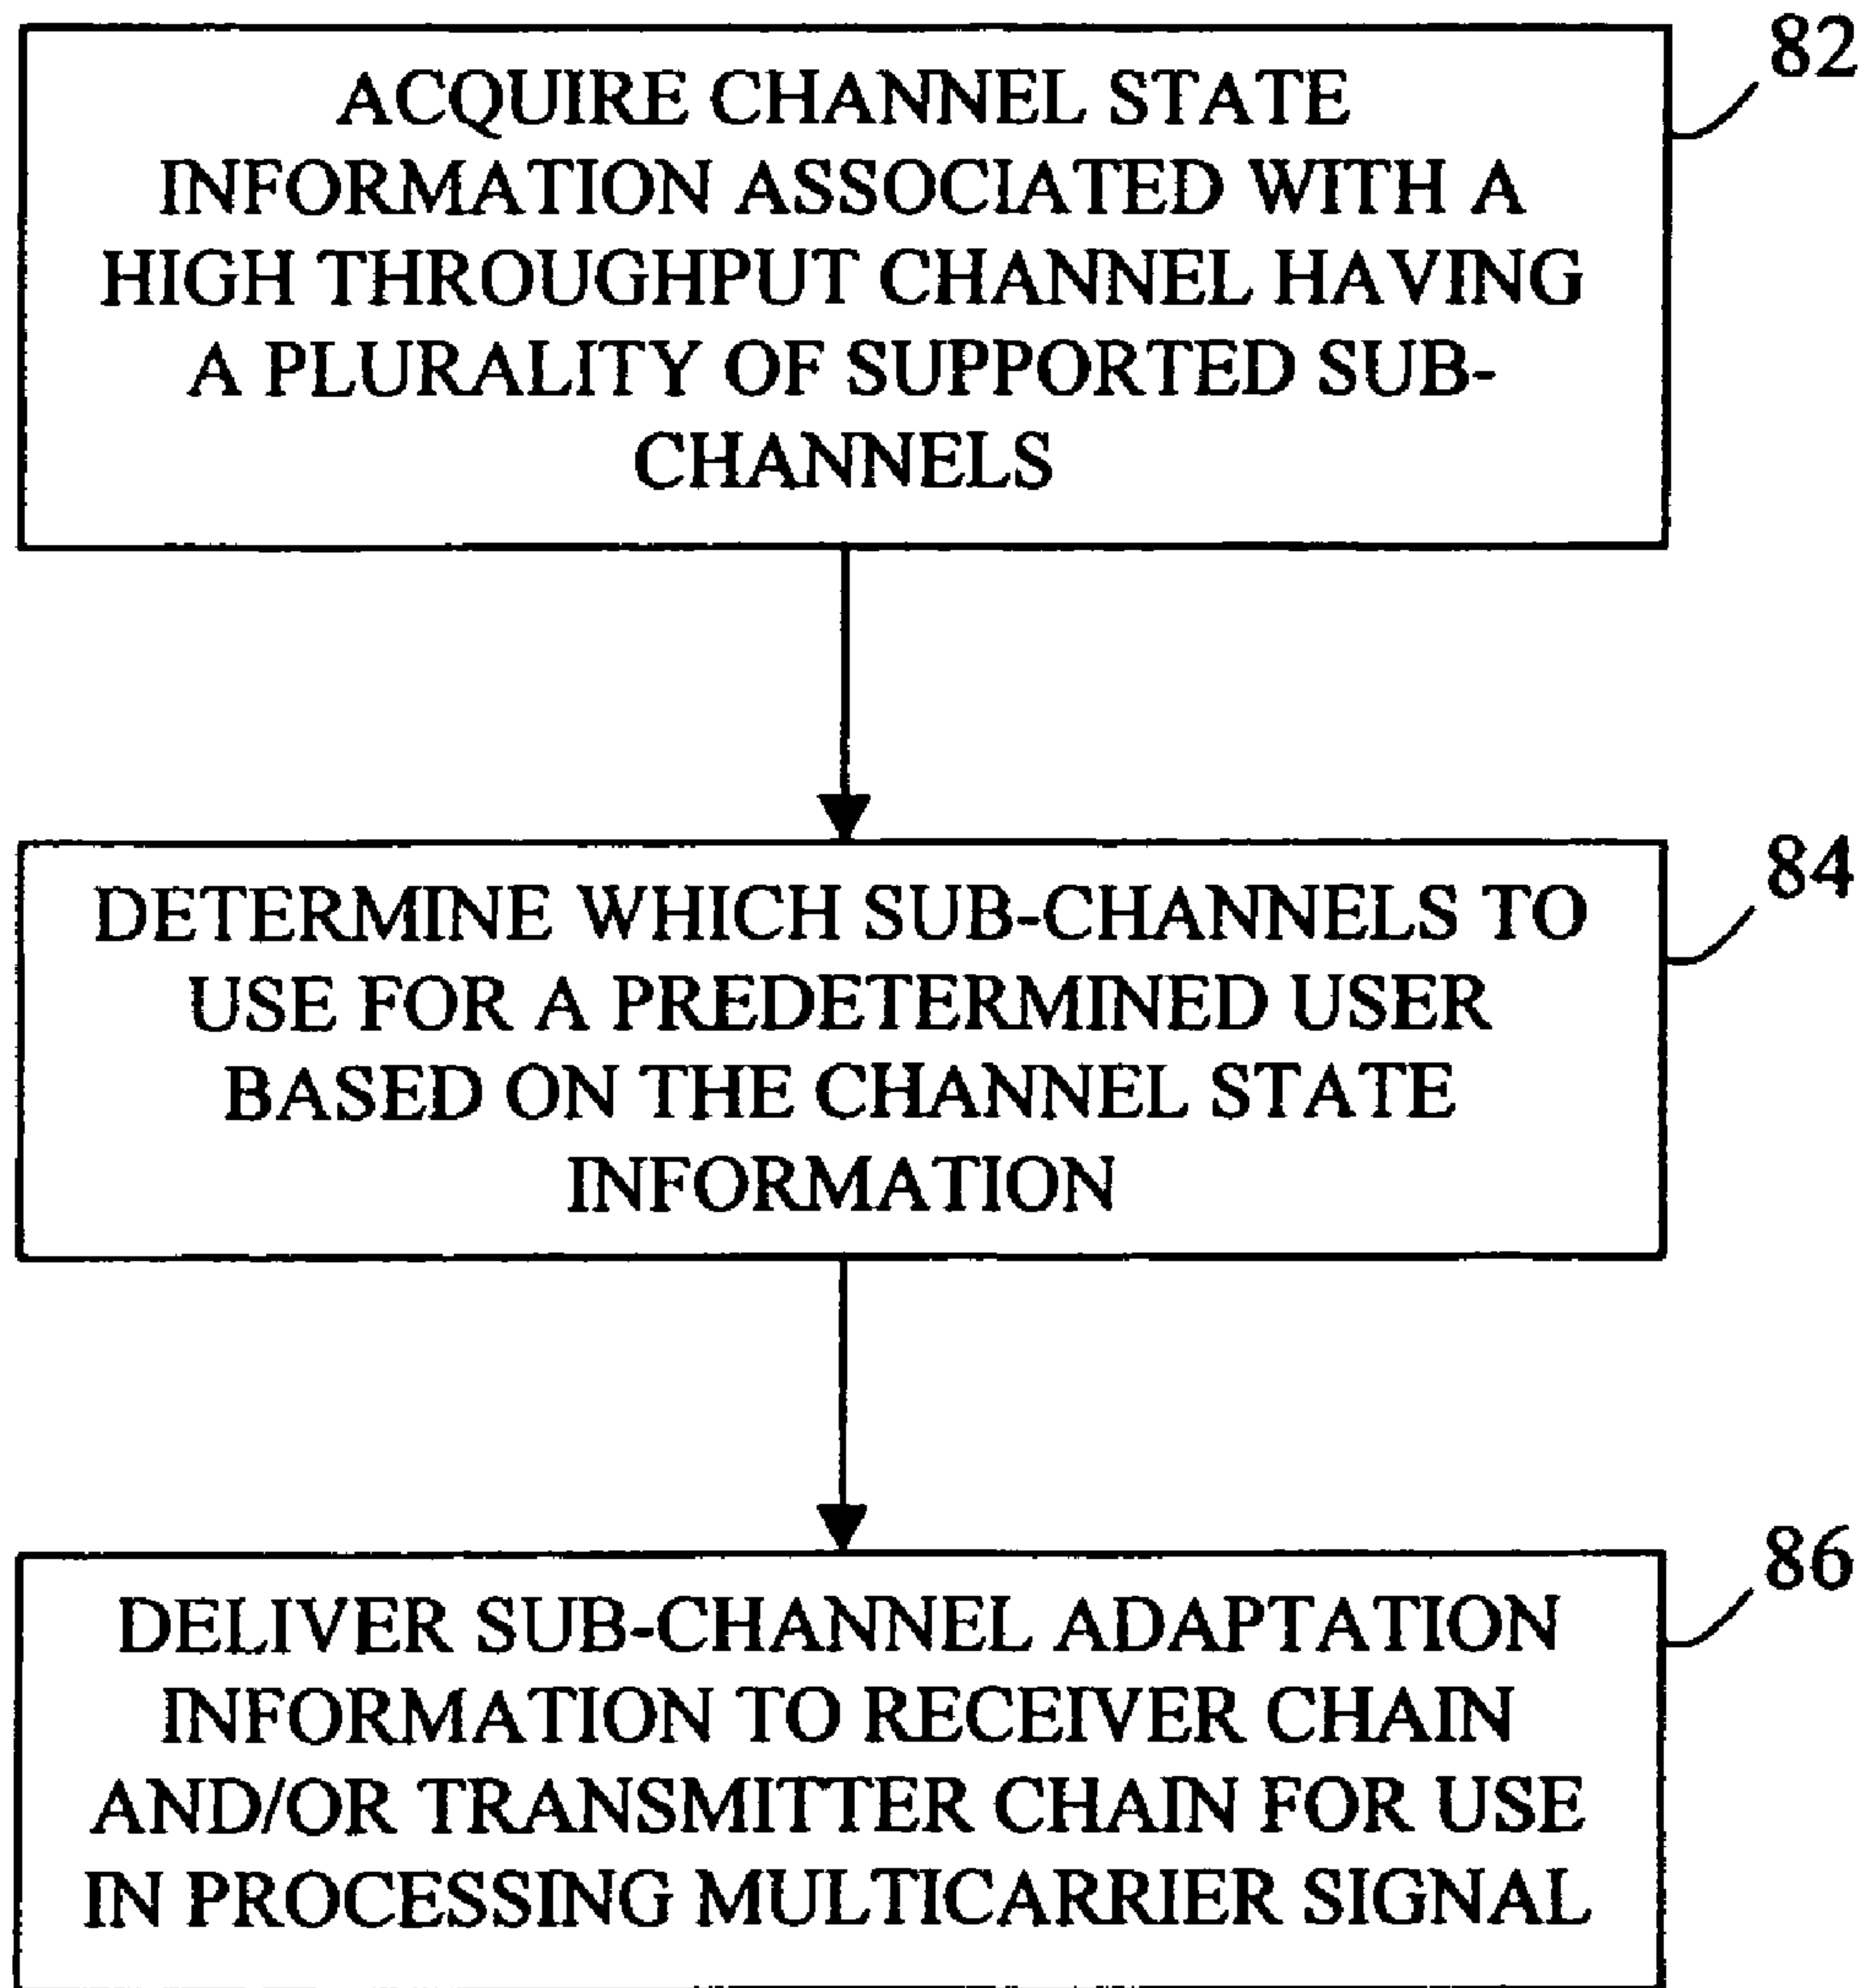 82
ACQUIRE CHANNEL STATE
INFORMATION ASSOCIATED WITH A
HIGH THROUGHPUT CHANNEL HAVING
A PLURALITY OF SUPPORTED SUB-
CHANNELS
84
DETERMINE WHICH SUB-CHANNELS TO
USE FOR A PREDETERMINED USER
BASED ON THE CHANNEL STATE
INFORMATION
86
DELIVER SUB-CHANNEL ADAPTATION
INFORMATION TO RECEIVER CHAIN
AND/OR TRANSMITTER CHAIN FOR USE
IN PROCESSING MULTICARRIER SIGNAL